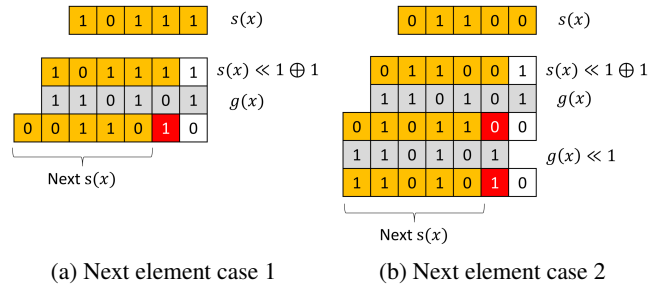 1 0 1 1 1 s(x)
1 0 1 1 1 1 s(x) ≪ 1 ⊕ 1
1 1 0 1 0 1 g(x)
0 0 1 1 0 1 0
Next s(x)
(a) Next element case 1
0 1 1 0 0 s(x)
0 1 1 0 0 1 s(x) ≪ 1 ⊕ 1
1 1 0 1 0 1 g(x)
0 1 0 1 1 0 0
1 1 0 1 0 1 g(x) ≪ 1
1 1 0 1 0 1 0
Next s(x)
(b) Next element case 2